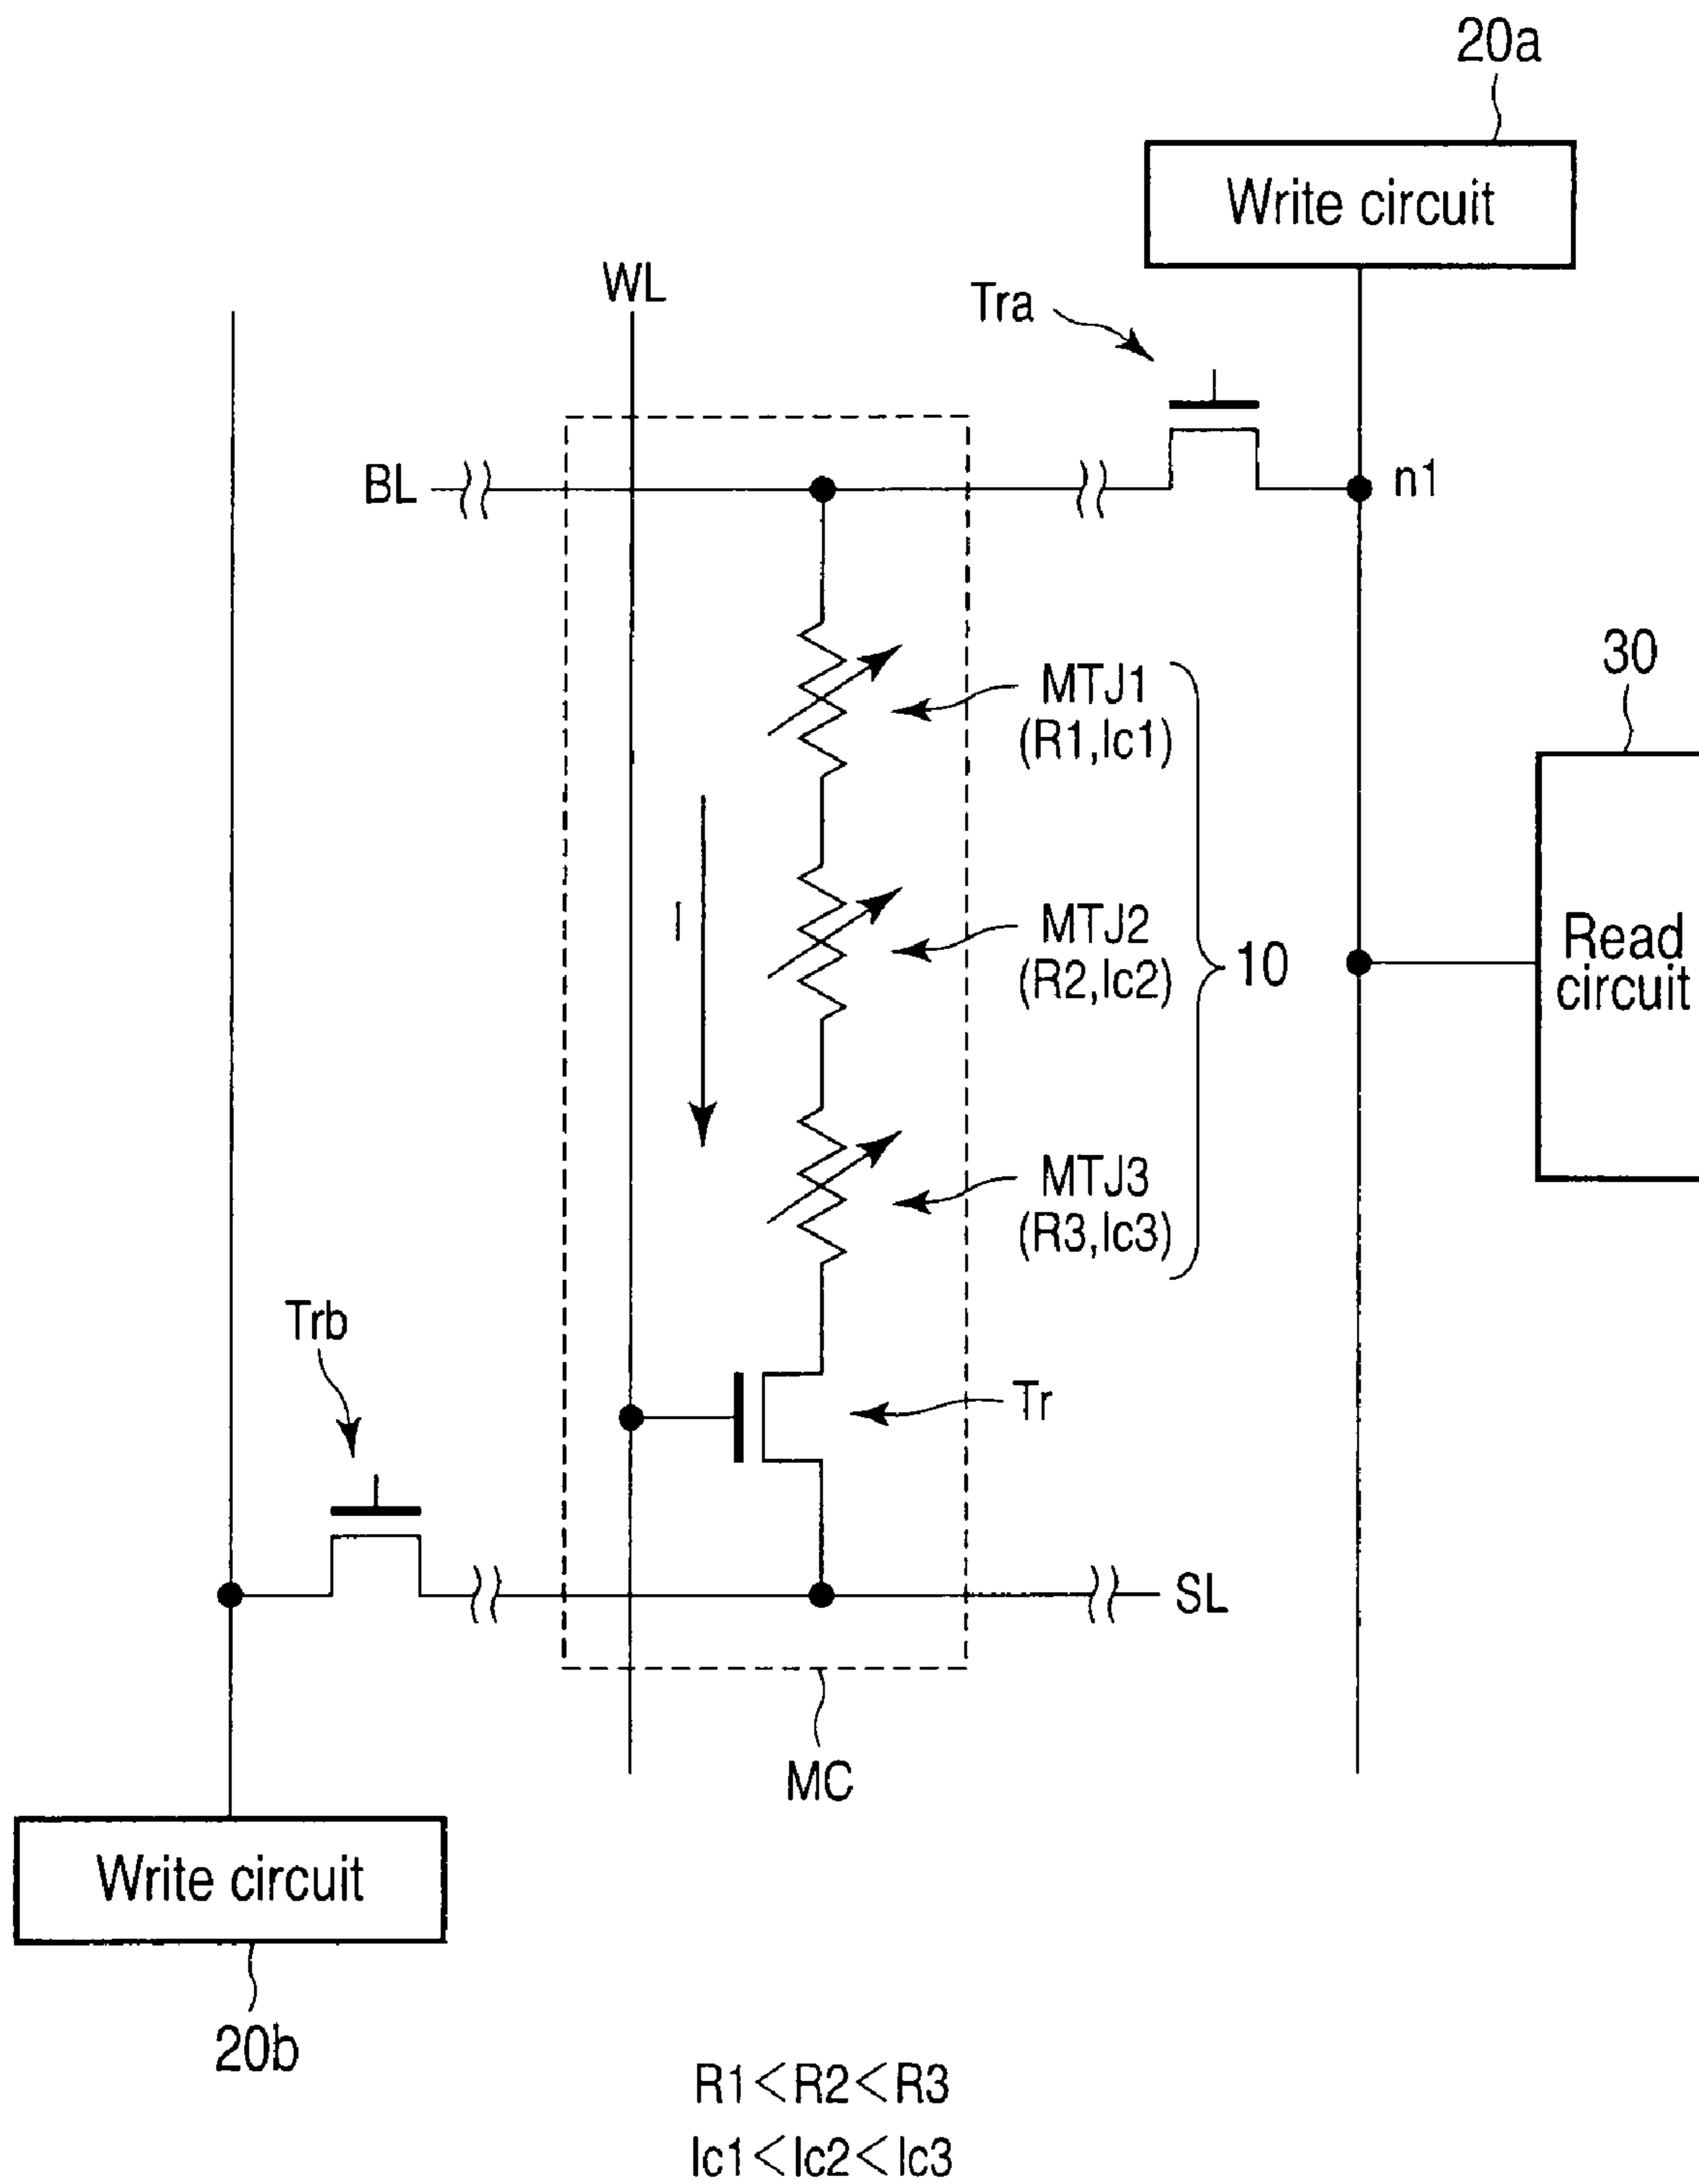 20a
Write circuit
WL
Tra
BL
n1
30
MTJ1
(R1,Ic1)
Read
circuit
I
MTJ2
(R2,Ic2)
10
MTJ3
(R3,Ic3)
Trb
Tr
SL
MC
Write circuit
20b
R1<R2<R3
Ic1<Ic2<Ic3